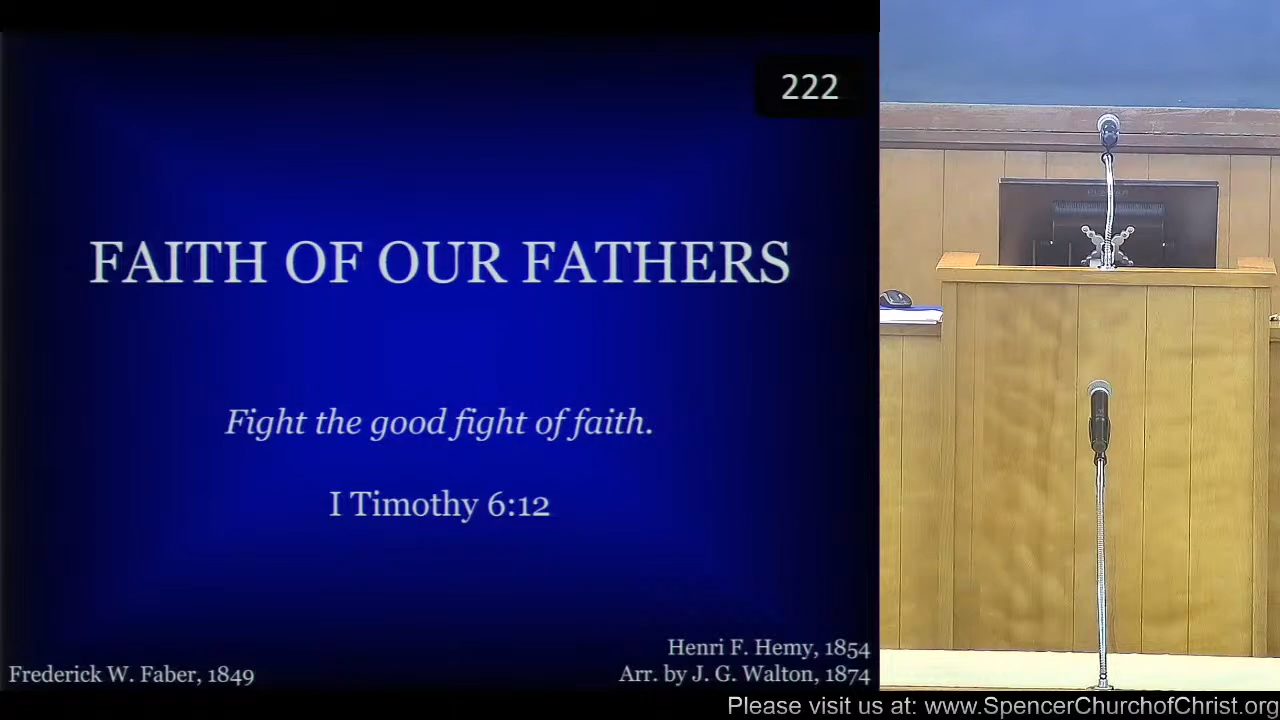 222
FAITH OF OUR FATHERS
Fight the good fight of faith.
I Timothy 6:12
Henri F. Hemy, 1854
Frederick W. Faber, 1849
Arr. by J. G. Walton, 1874
Please visit us at: www.SpencerChurchofChrist.org